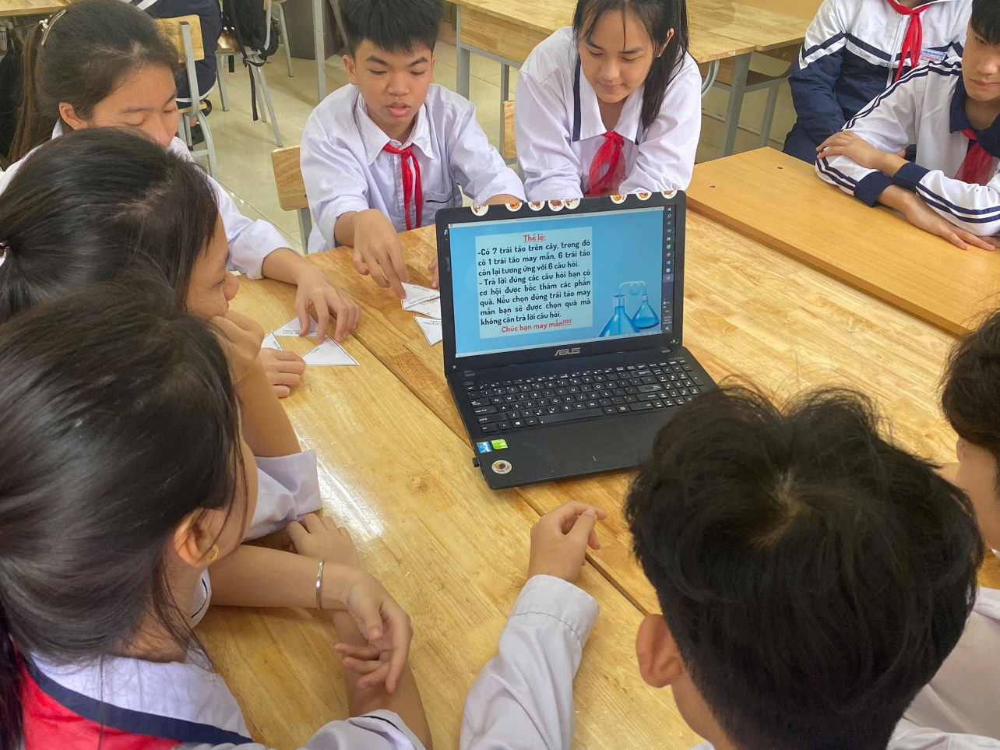 Thể lệ:
-Có 7 trái táo trên cây, trong đó
có 1 trái táo may mắn, 6 trái táo
còn lại tương ứng với 6 câu hỏi.
- Trả lời đúng các câu hỏi bạn có
cơ hội được bốc thăm các phần
quà. Nếu chọn đúng trái táo may
mắn bạn sẽ được chọn quà mà
không cần trả lời câu hỏi.
Chúc bạn may mắn!!!!!
ASUS